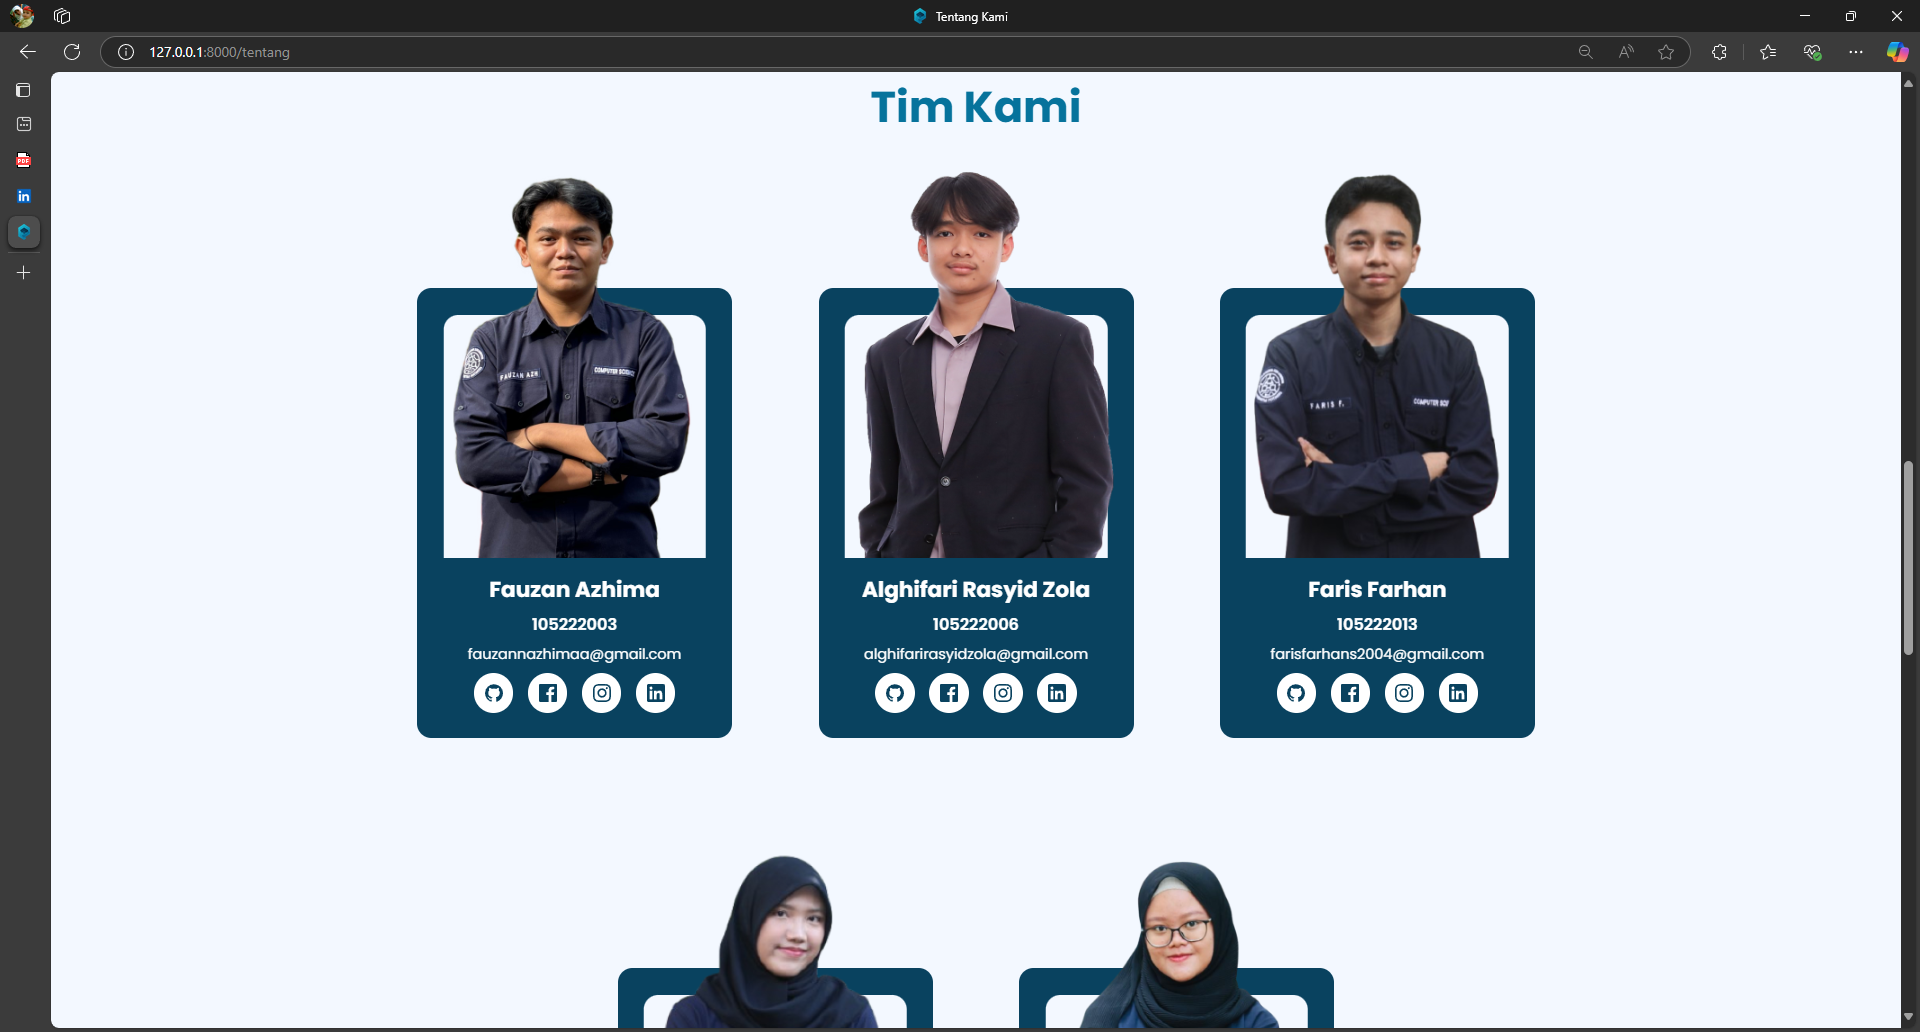 Tentang Kami
127.0.0.1:8000/tentang
Tim Kami
FAUZAN AZH
COMPUTER SCIENCE
FARIS F.
COMPUTER SCI
Fauzan Azhima
105222003
fauzannazhimaa@gmail.com
Alghifari Rasyid Zola
105222006
alghifarirasyidzola@gmail.com
Faris Farhan
105222013
farisfarhans2004@gmail.com